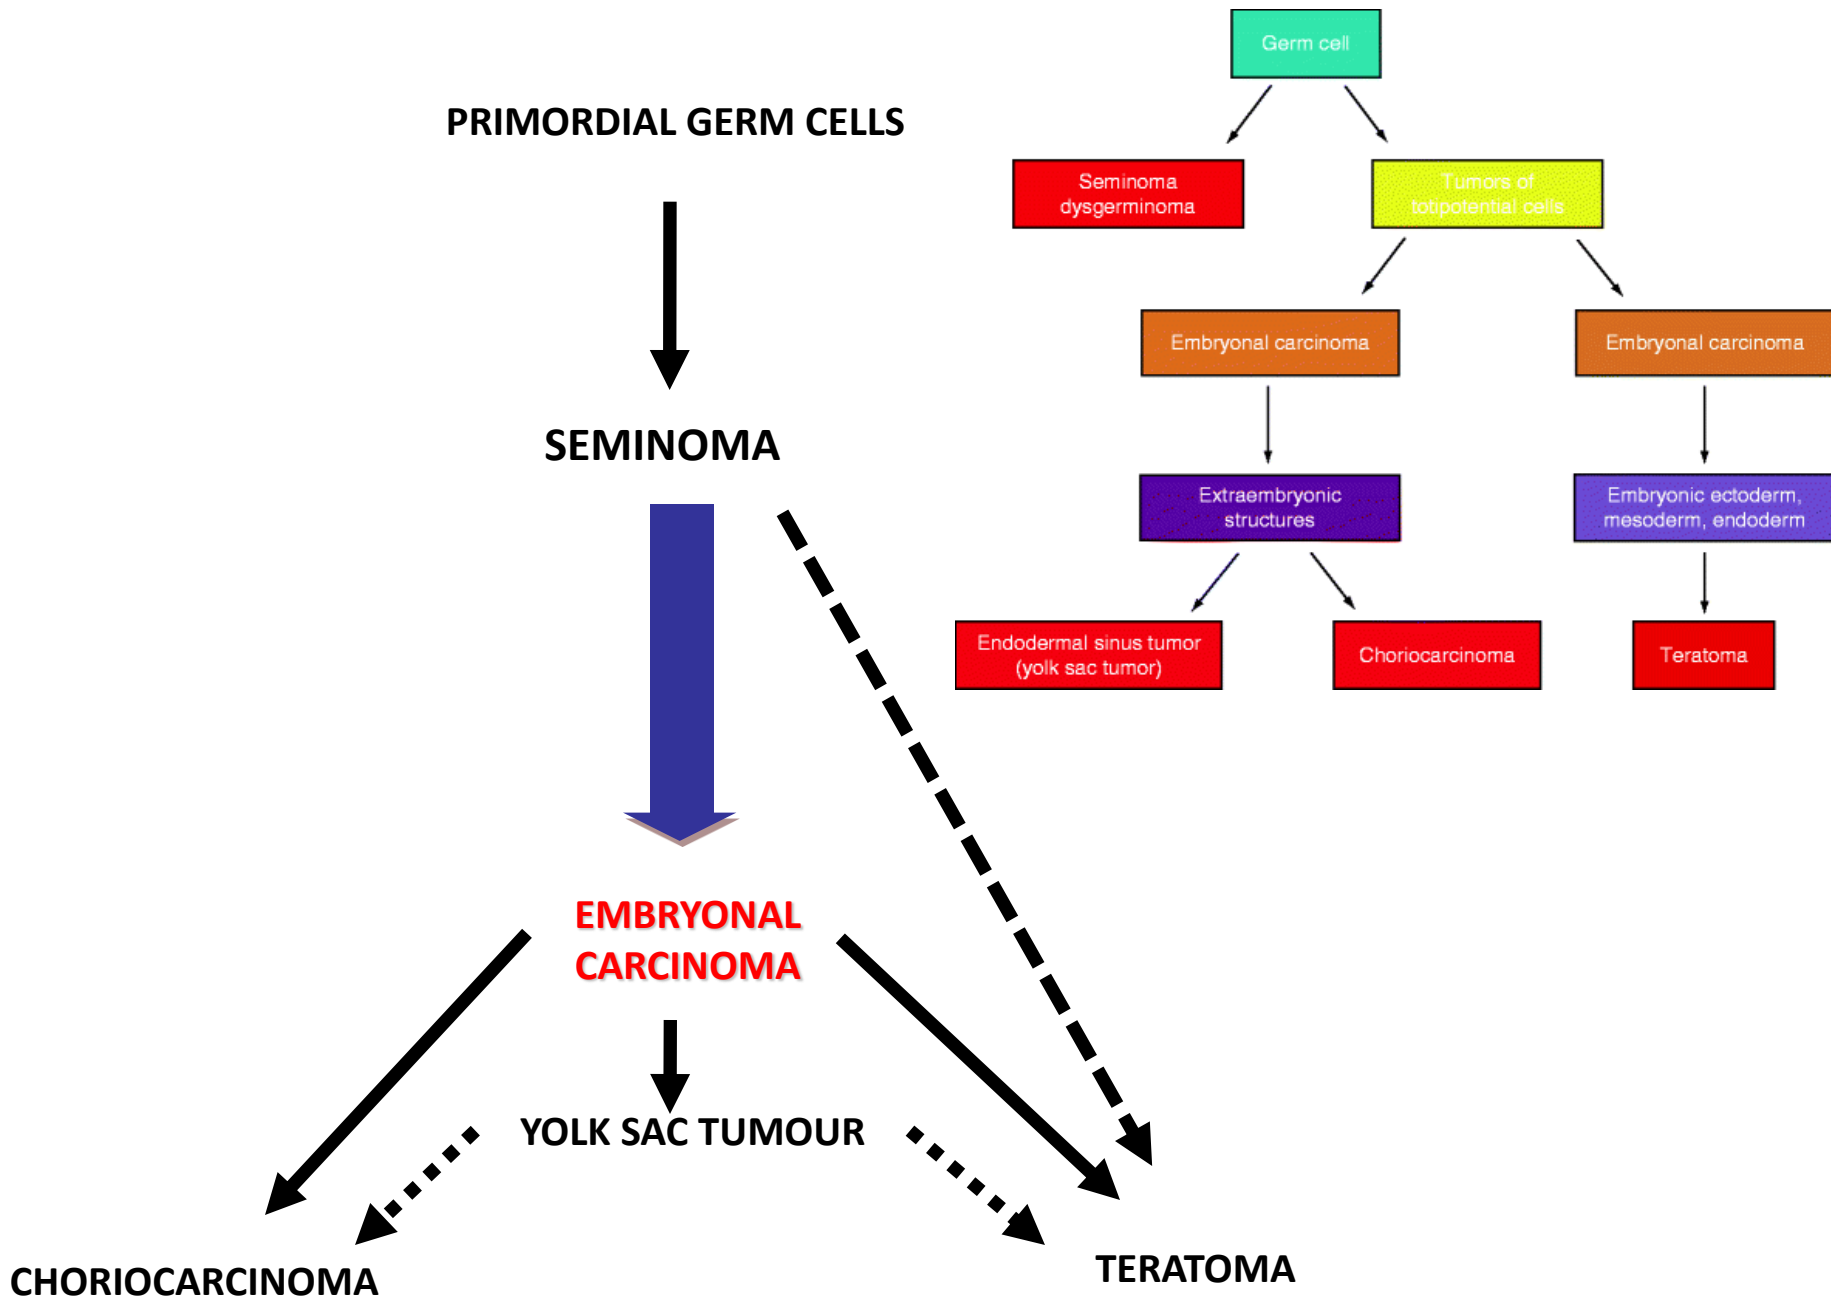 Germ cell
PRIMORDIAL GERM CELLS
Seminoma
dysgerminoma
Tumors of
totipotential cells
Embryonal carcinoma
Embryonal carcinoma
SEMINOMA
Extraembryonic
structures
Embryonic ectoderm,
mesoderm, endoderm
Endodermal sinus tumor
(yolk sac tumor)
Choriocarcinoma
Teratoma
EMBRYONAL
CARCINOMA
YOLK SAC TUMOUR
CHORIOCARCINOMA
TERATOMA